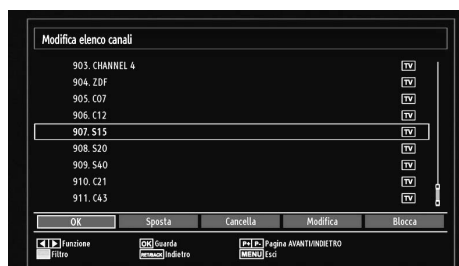 Modifica elenco canali
903. CHANNEL 4 TV
904. ZDF TV
905. C07 TV
906. C12 TV
907. S15 TV
908. S20 TV
909. S40 TV
910. C21 TV
911. C43 TV
OK Sposta Cancella Modifica Blocca
Funzione OK Guarda P+ P- Pagina AVANTI/INDIETRO
Filtro RET/BACK Indietro MENU Esci